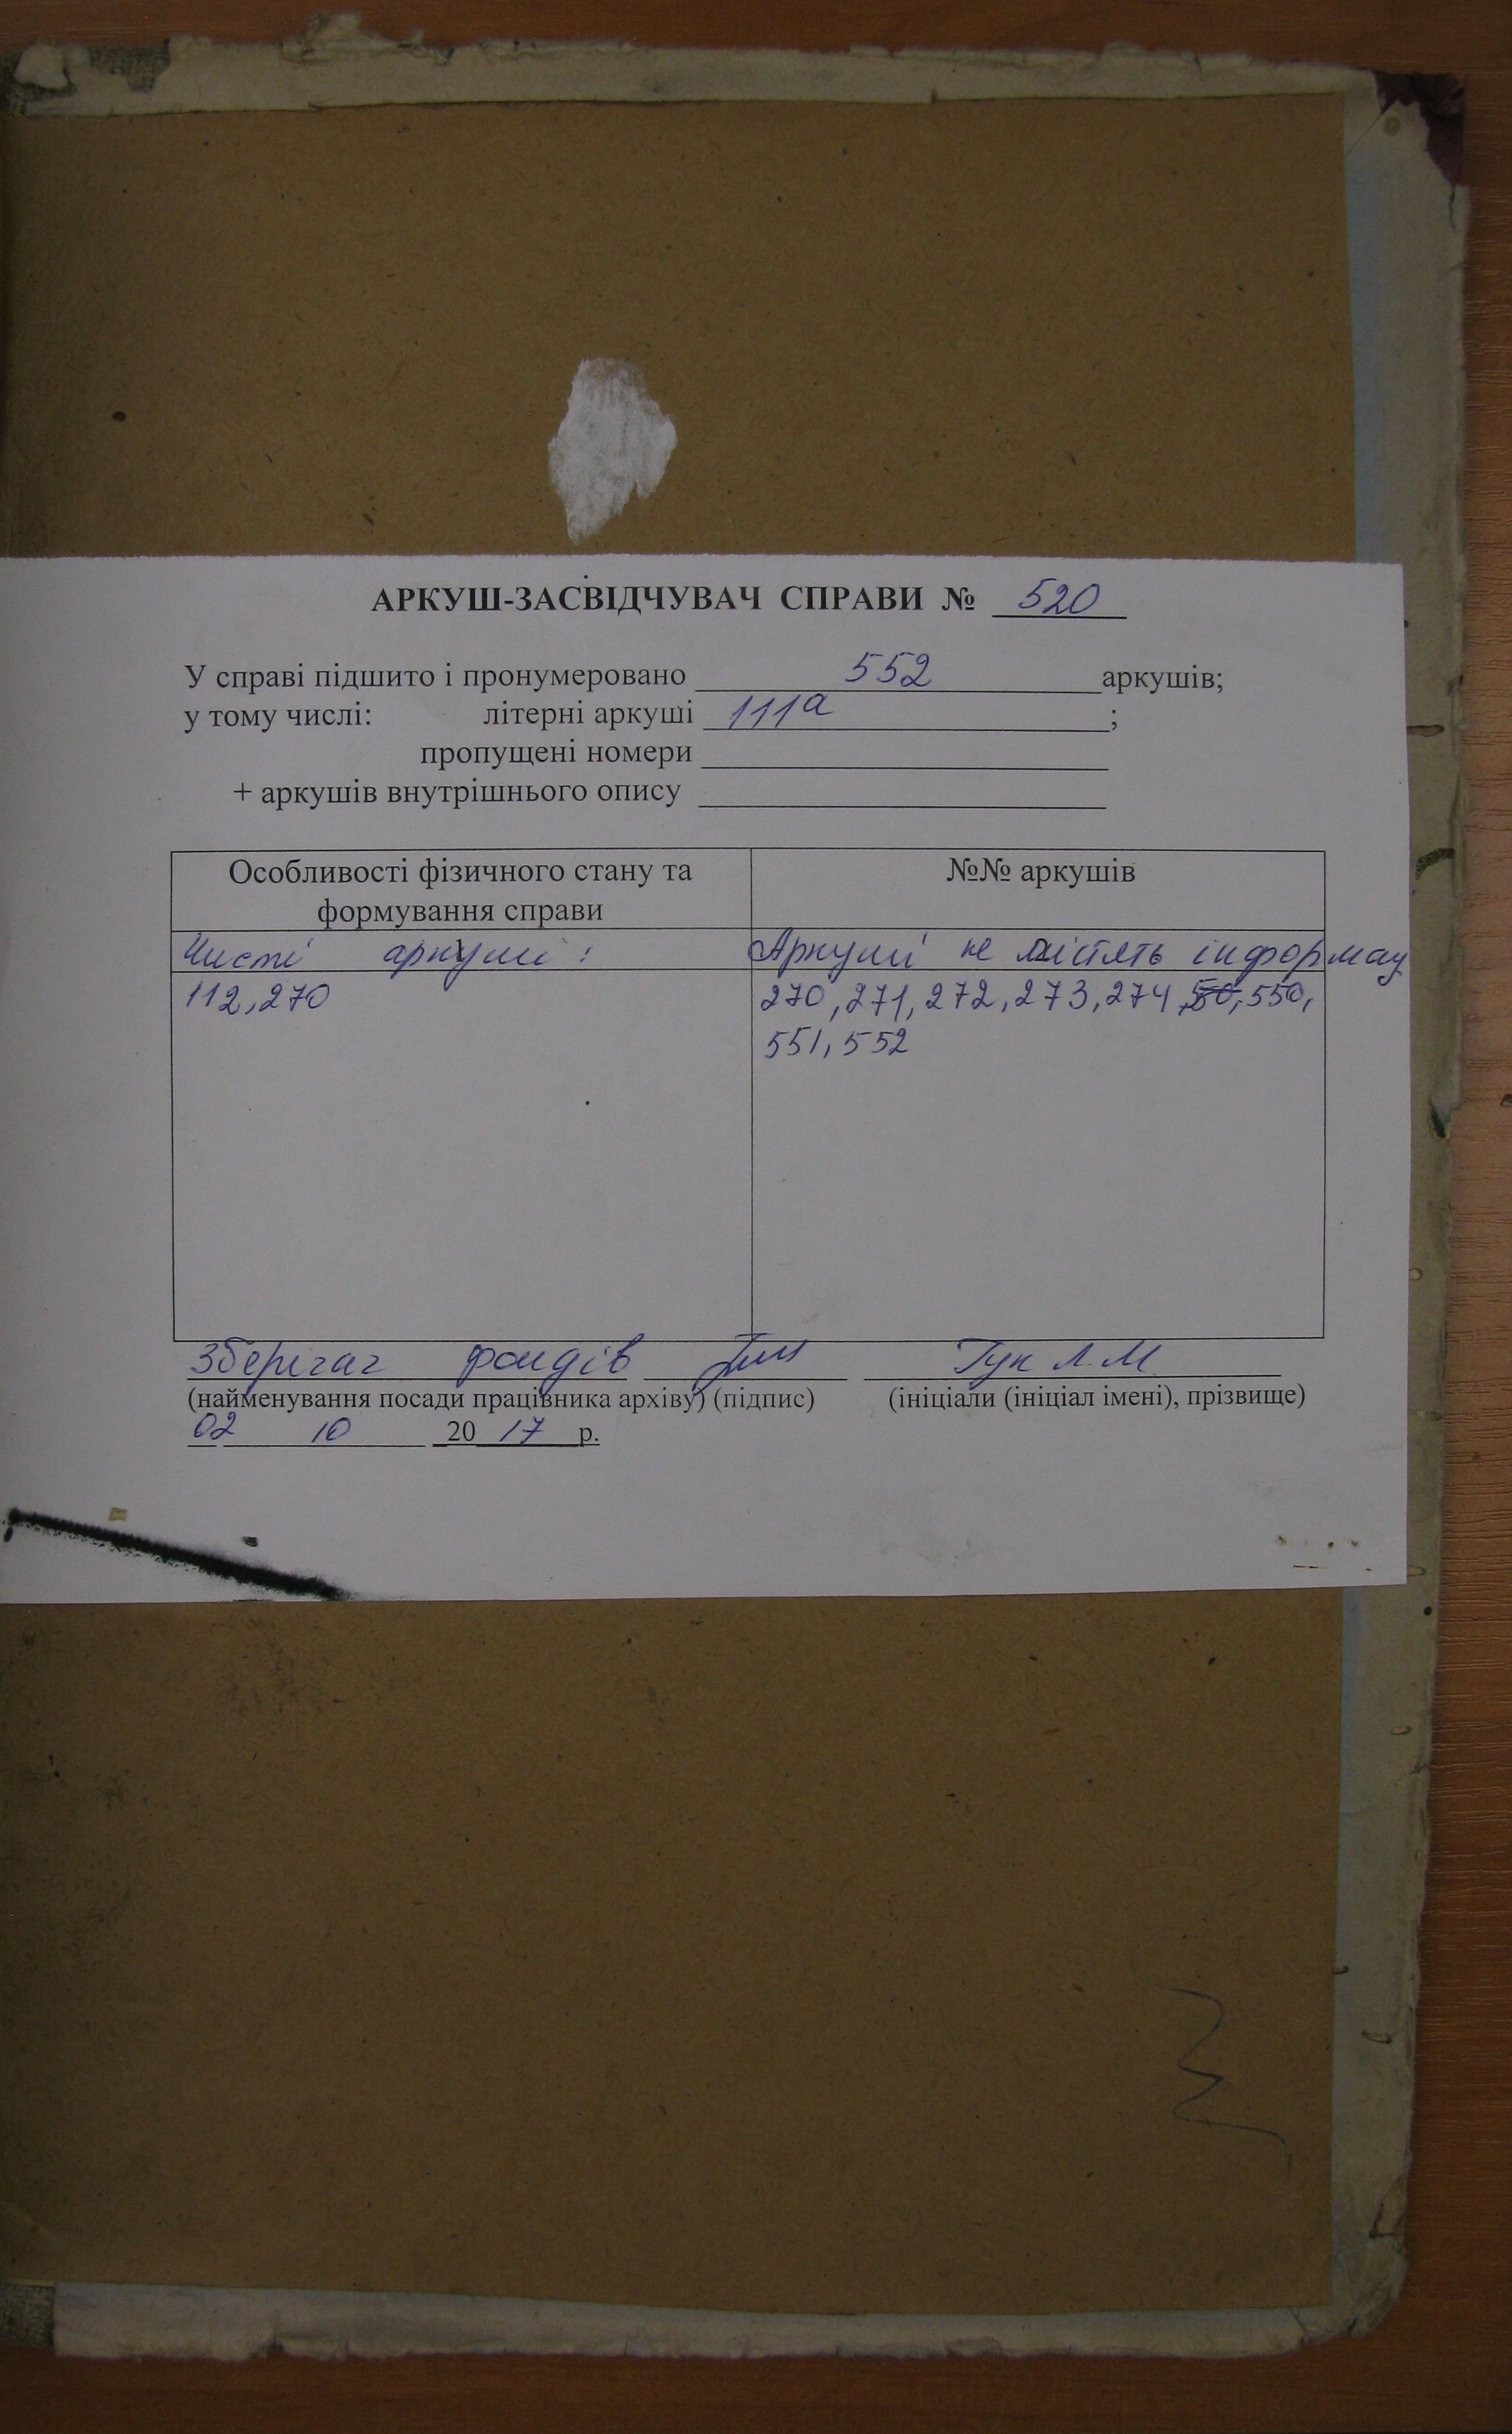 АРКУШ-ЗАСВІДЧУВАЧ СПРАВИ № 520
У справі підшито і пронумеровано 552 аркушів;
у тому числі: літерні аркуші 111а ;
пропущені номери
+ аркушів внутрішнього опису
Особливості фізичного стану та
формування справи
№№ аркушів
Чисті аркуші:
Аркуші не містять інформац
112,270
270, 271, 272, 273, 274, 550,
551, 552
Зберігач фондів Гук Л.М.
(найменування посади працівника архіву) (підпис) (ініціали (ініціал імені), прізвище)
02 10 2017 р.